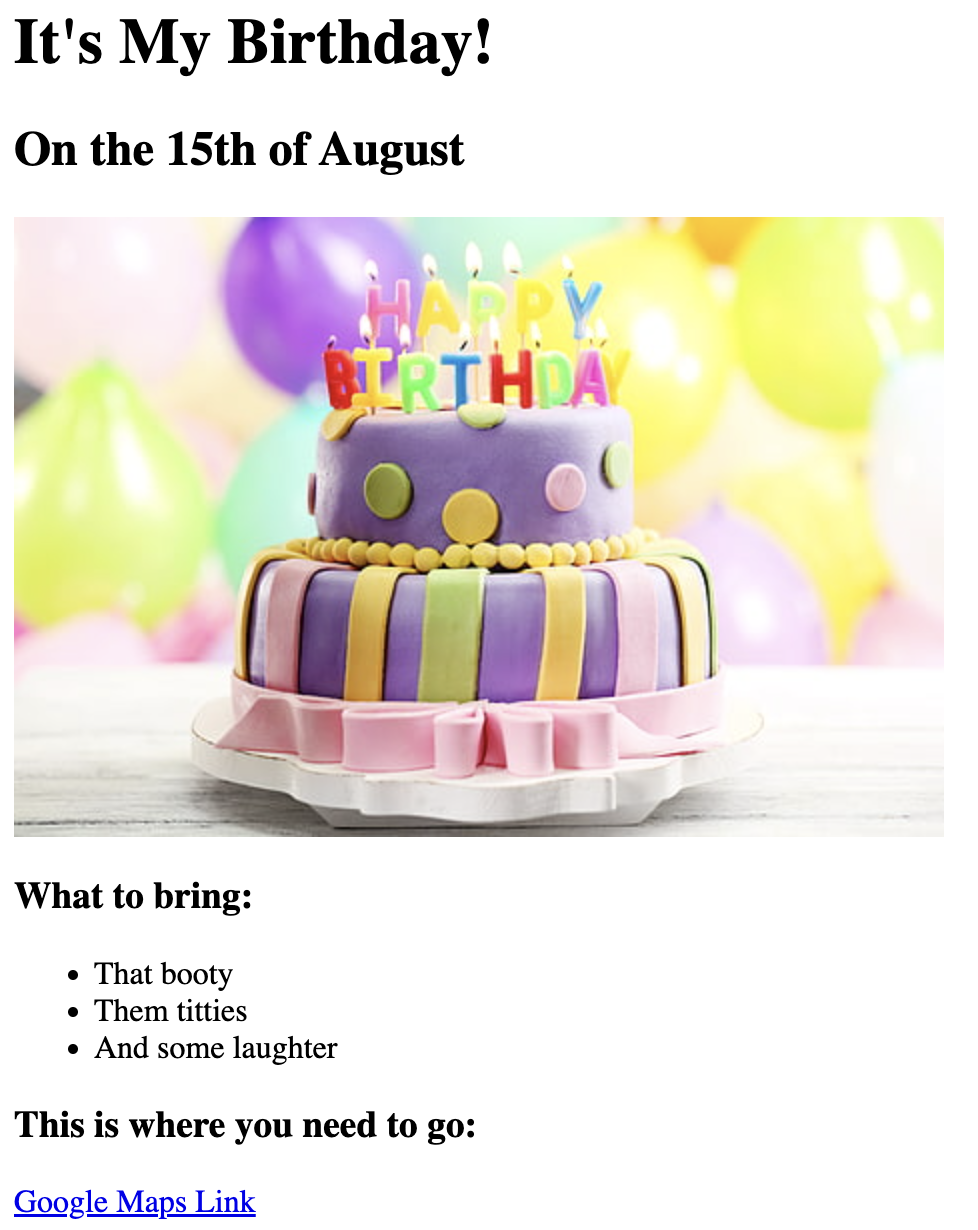 It's My Birthday!
On the 15th of August
HAPPY
BIRTHDAY
What to bring:
• That booty
• Them titties
• And some laughter
This is where you need to go:
Google Maps Link